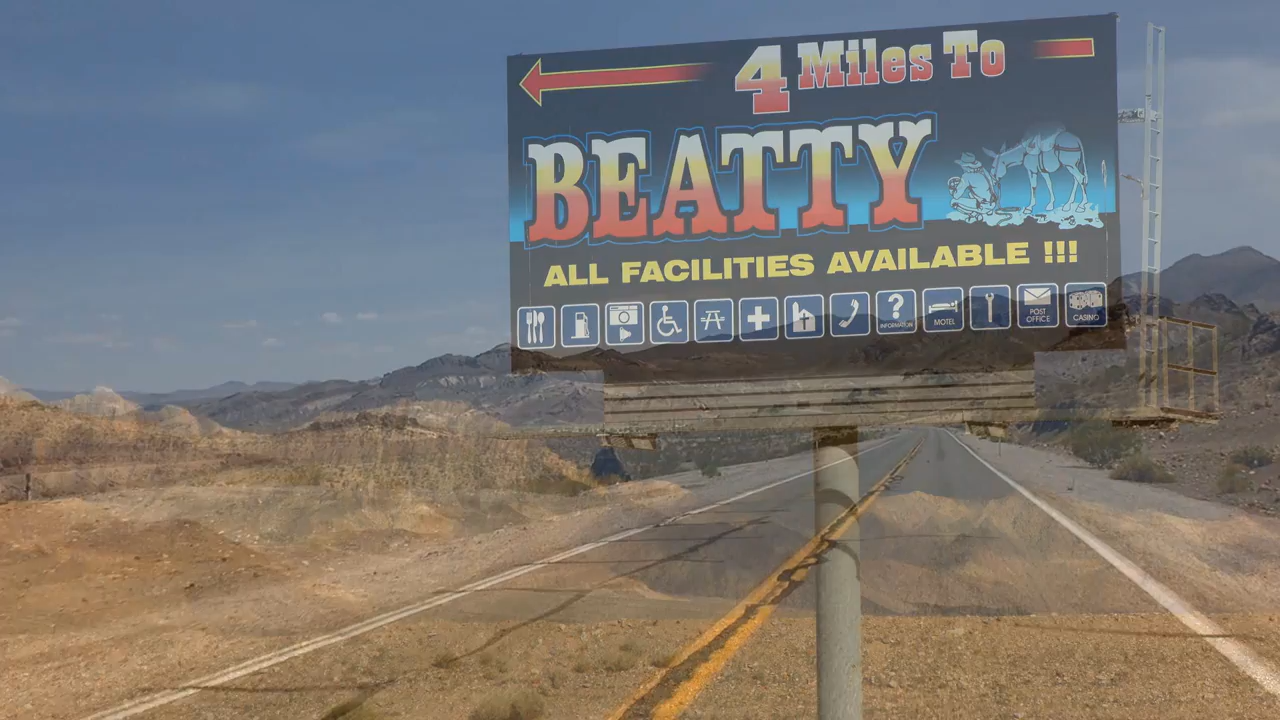 4 Miles To
BEATTY
ALL FACILITIES AVAILABLE !!!
INFORMATION
MOTEL
POST
OFFICE
CASINO